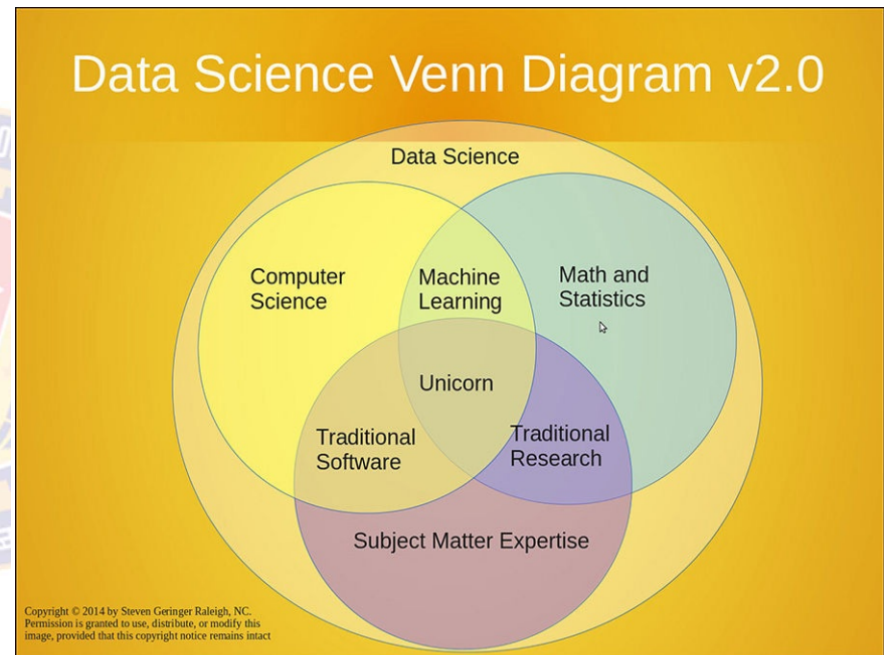 Data Science Venn Diagram v2.0
Data Science
Computer
Science
Machine
Learning
Math and
Statistics
Unicorn
Traditional
Software
Traditional
Research
Subject Matter Expertise
Copyright © 2014 by Steven Geringer Raleigh, NC.
Permission is granted to use, distribute, or modify this
image, provided that this copyright notice remains intact